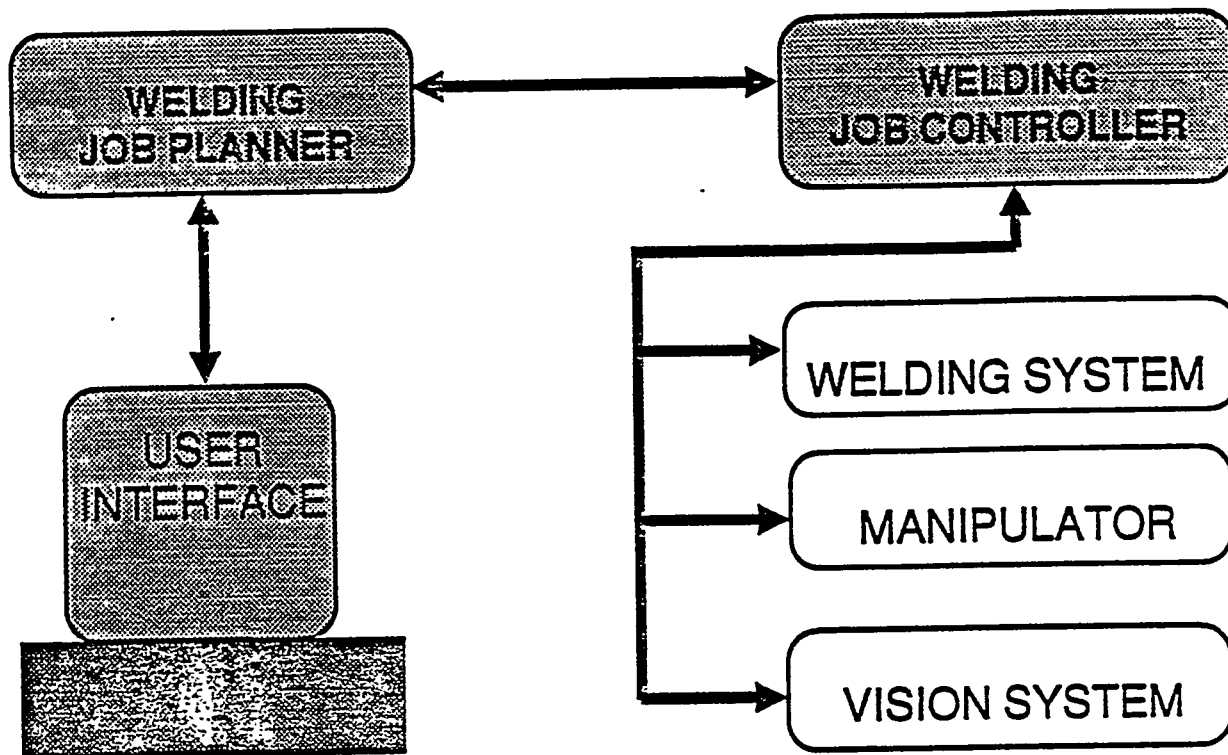 WELDING
JOB PLANNER
WELDING
JOB CONTROLLER
USER
INTERFACE
WELDING SYSTEM
MANIPULATOR
VISION SYSTEM